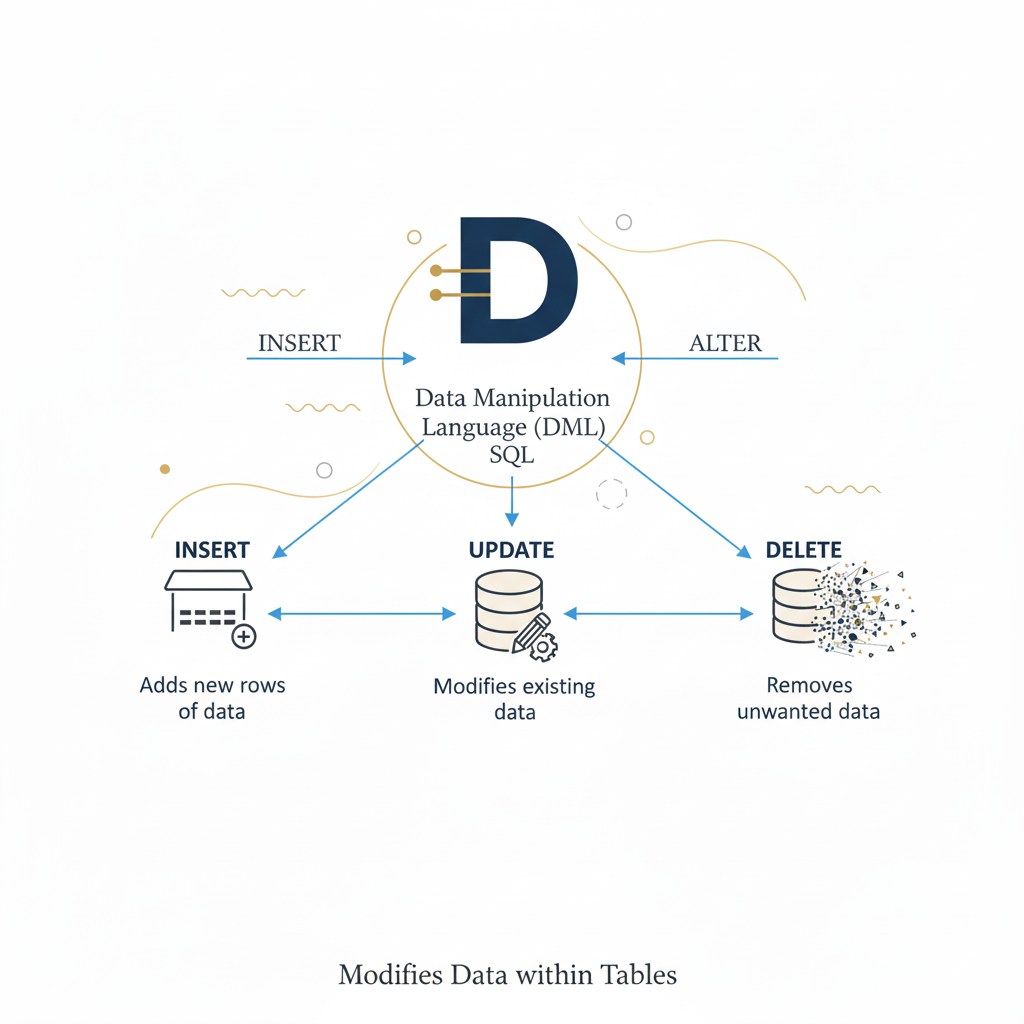 D
INSERT
ALTER
Data Manipulation
Language (DML)
SQL
INSERT
UPDATE
DELETE
Adds new rows
of data
Modifies existing
data
Removes
unwanted data
Modifies Data within Tables